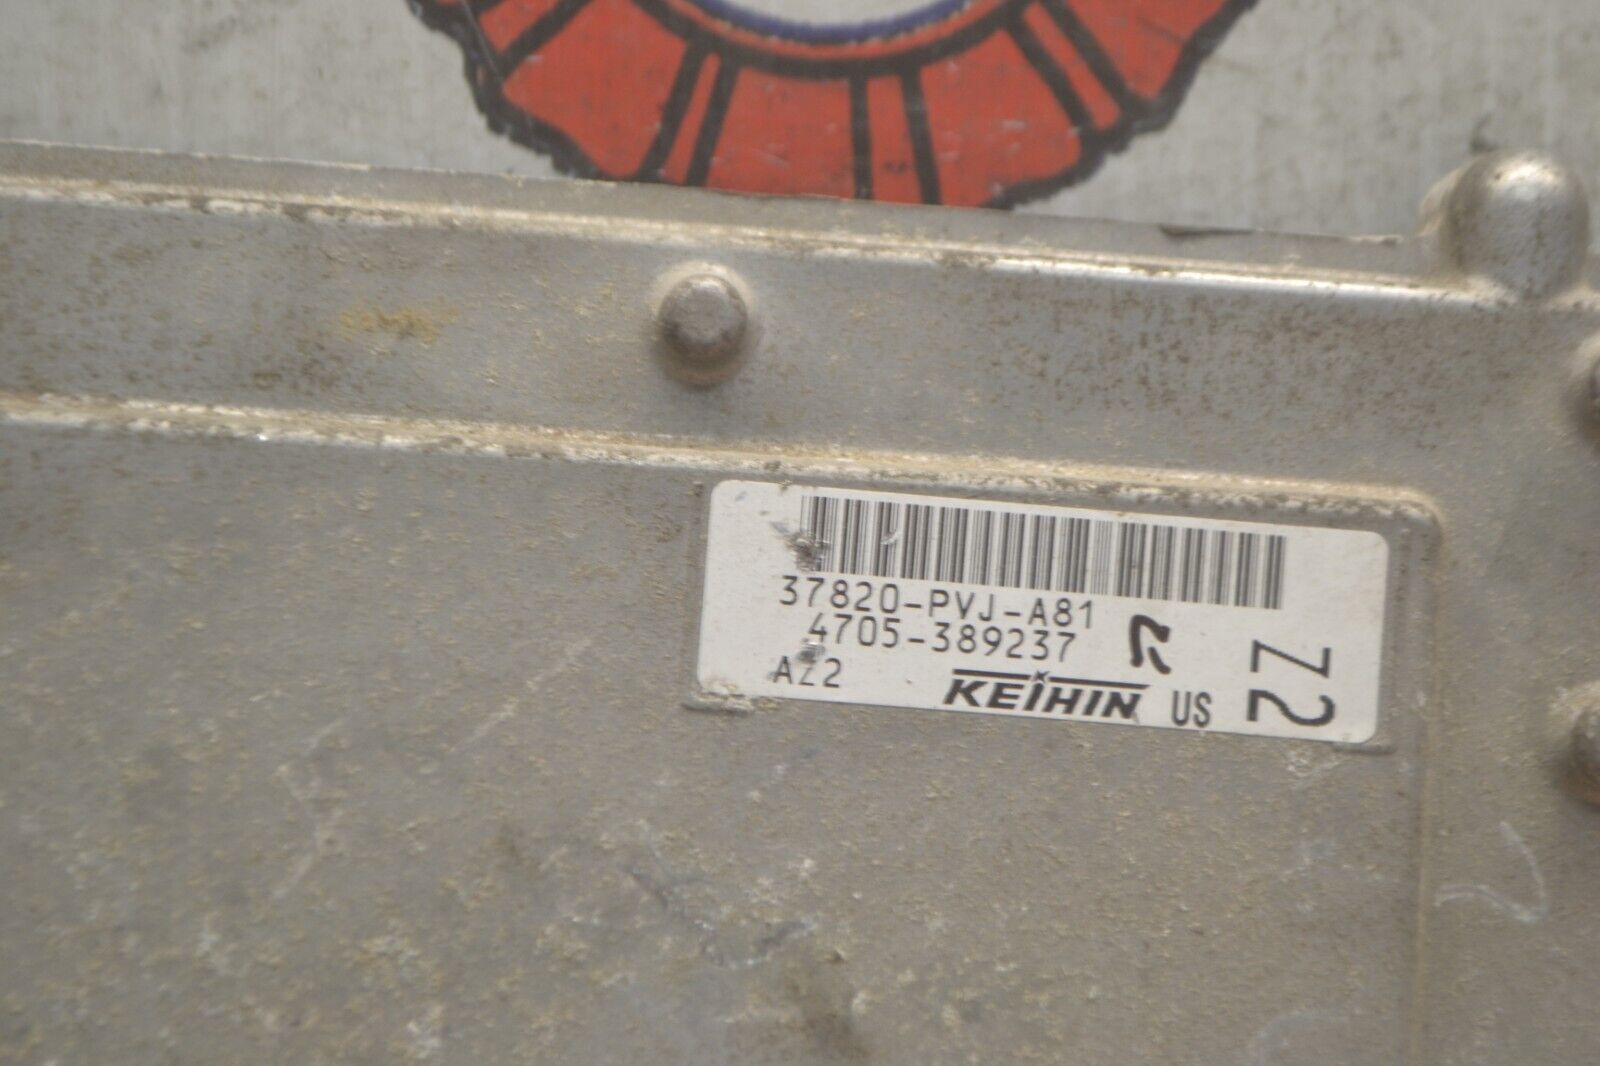 37820-PVJ-A81
4705-389237
AZ2
KEIHIN US
Z2